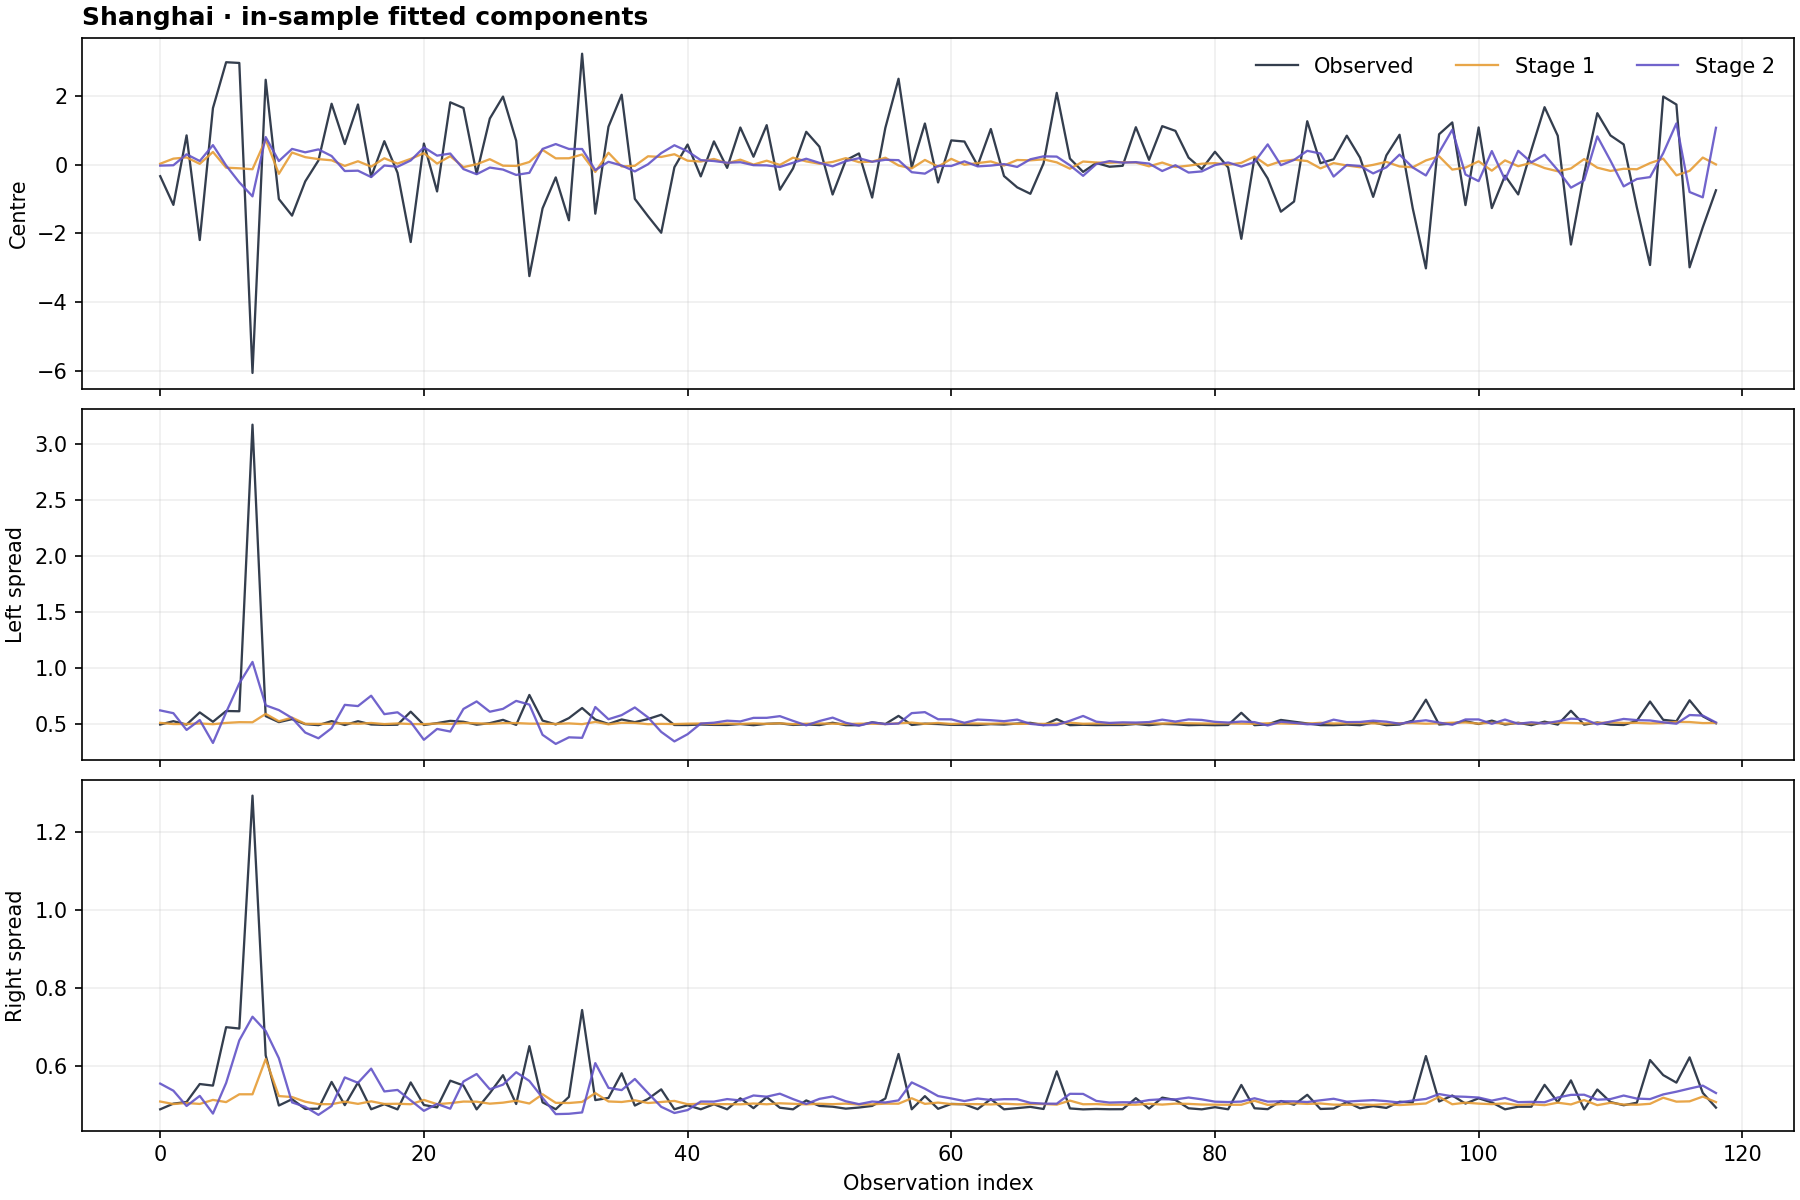 Shanghai · in-sample fitted components
Observed
Stage 1
Stage 2
Centre
2
0
−2
−4
−6
Left spread
3.0
2.5
2.0
1.5
1.0
0.5
Right spread
1.2
1.0
0.8
0.6
0 20 40 60 80 100 120
Observation index